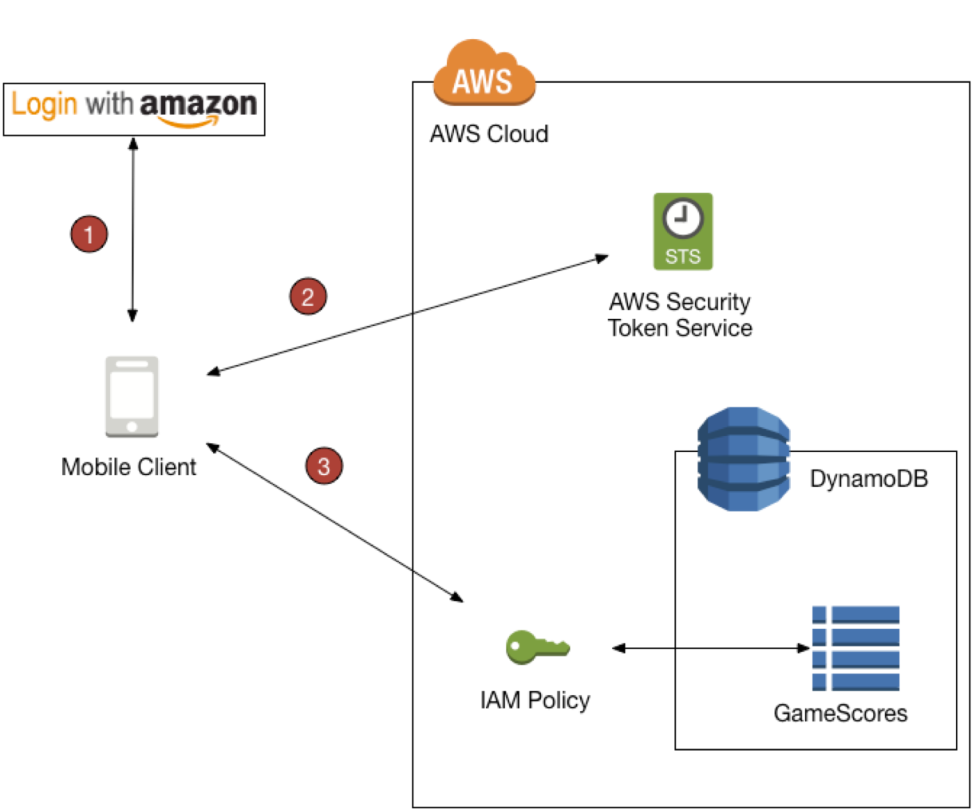 Login with amazon
AWS
AWS Cloud
1
STS
2
AWS Security
Token Service
Mobile Client
3
DynamoDB
IAM Policy
GameScores